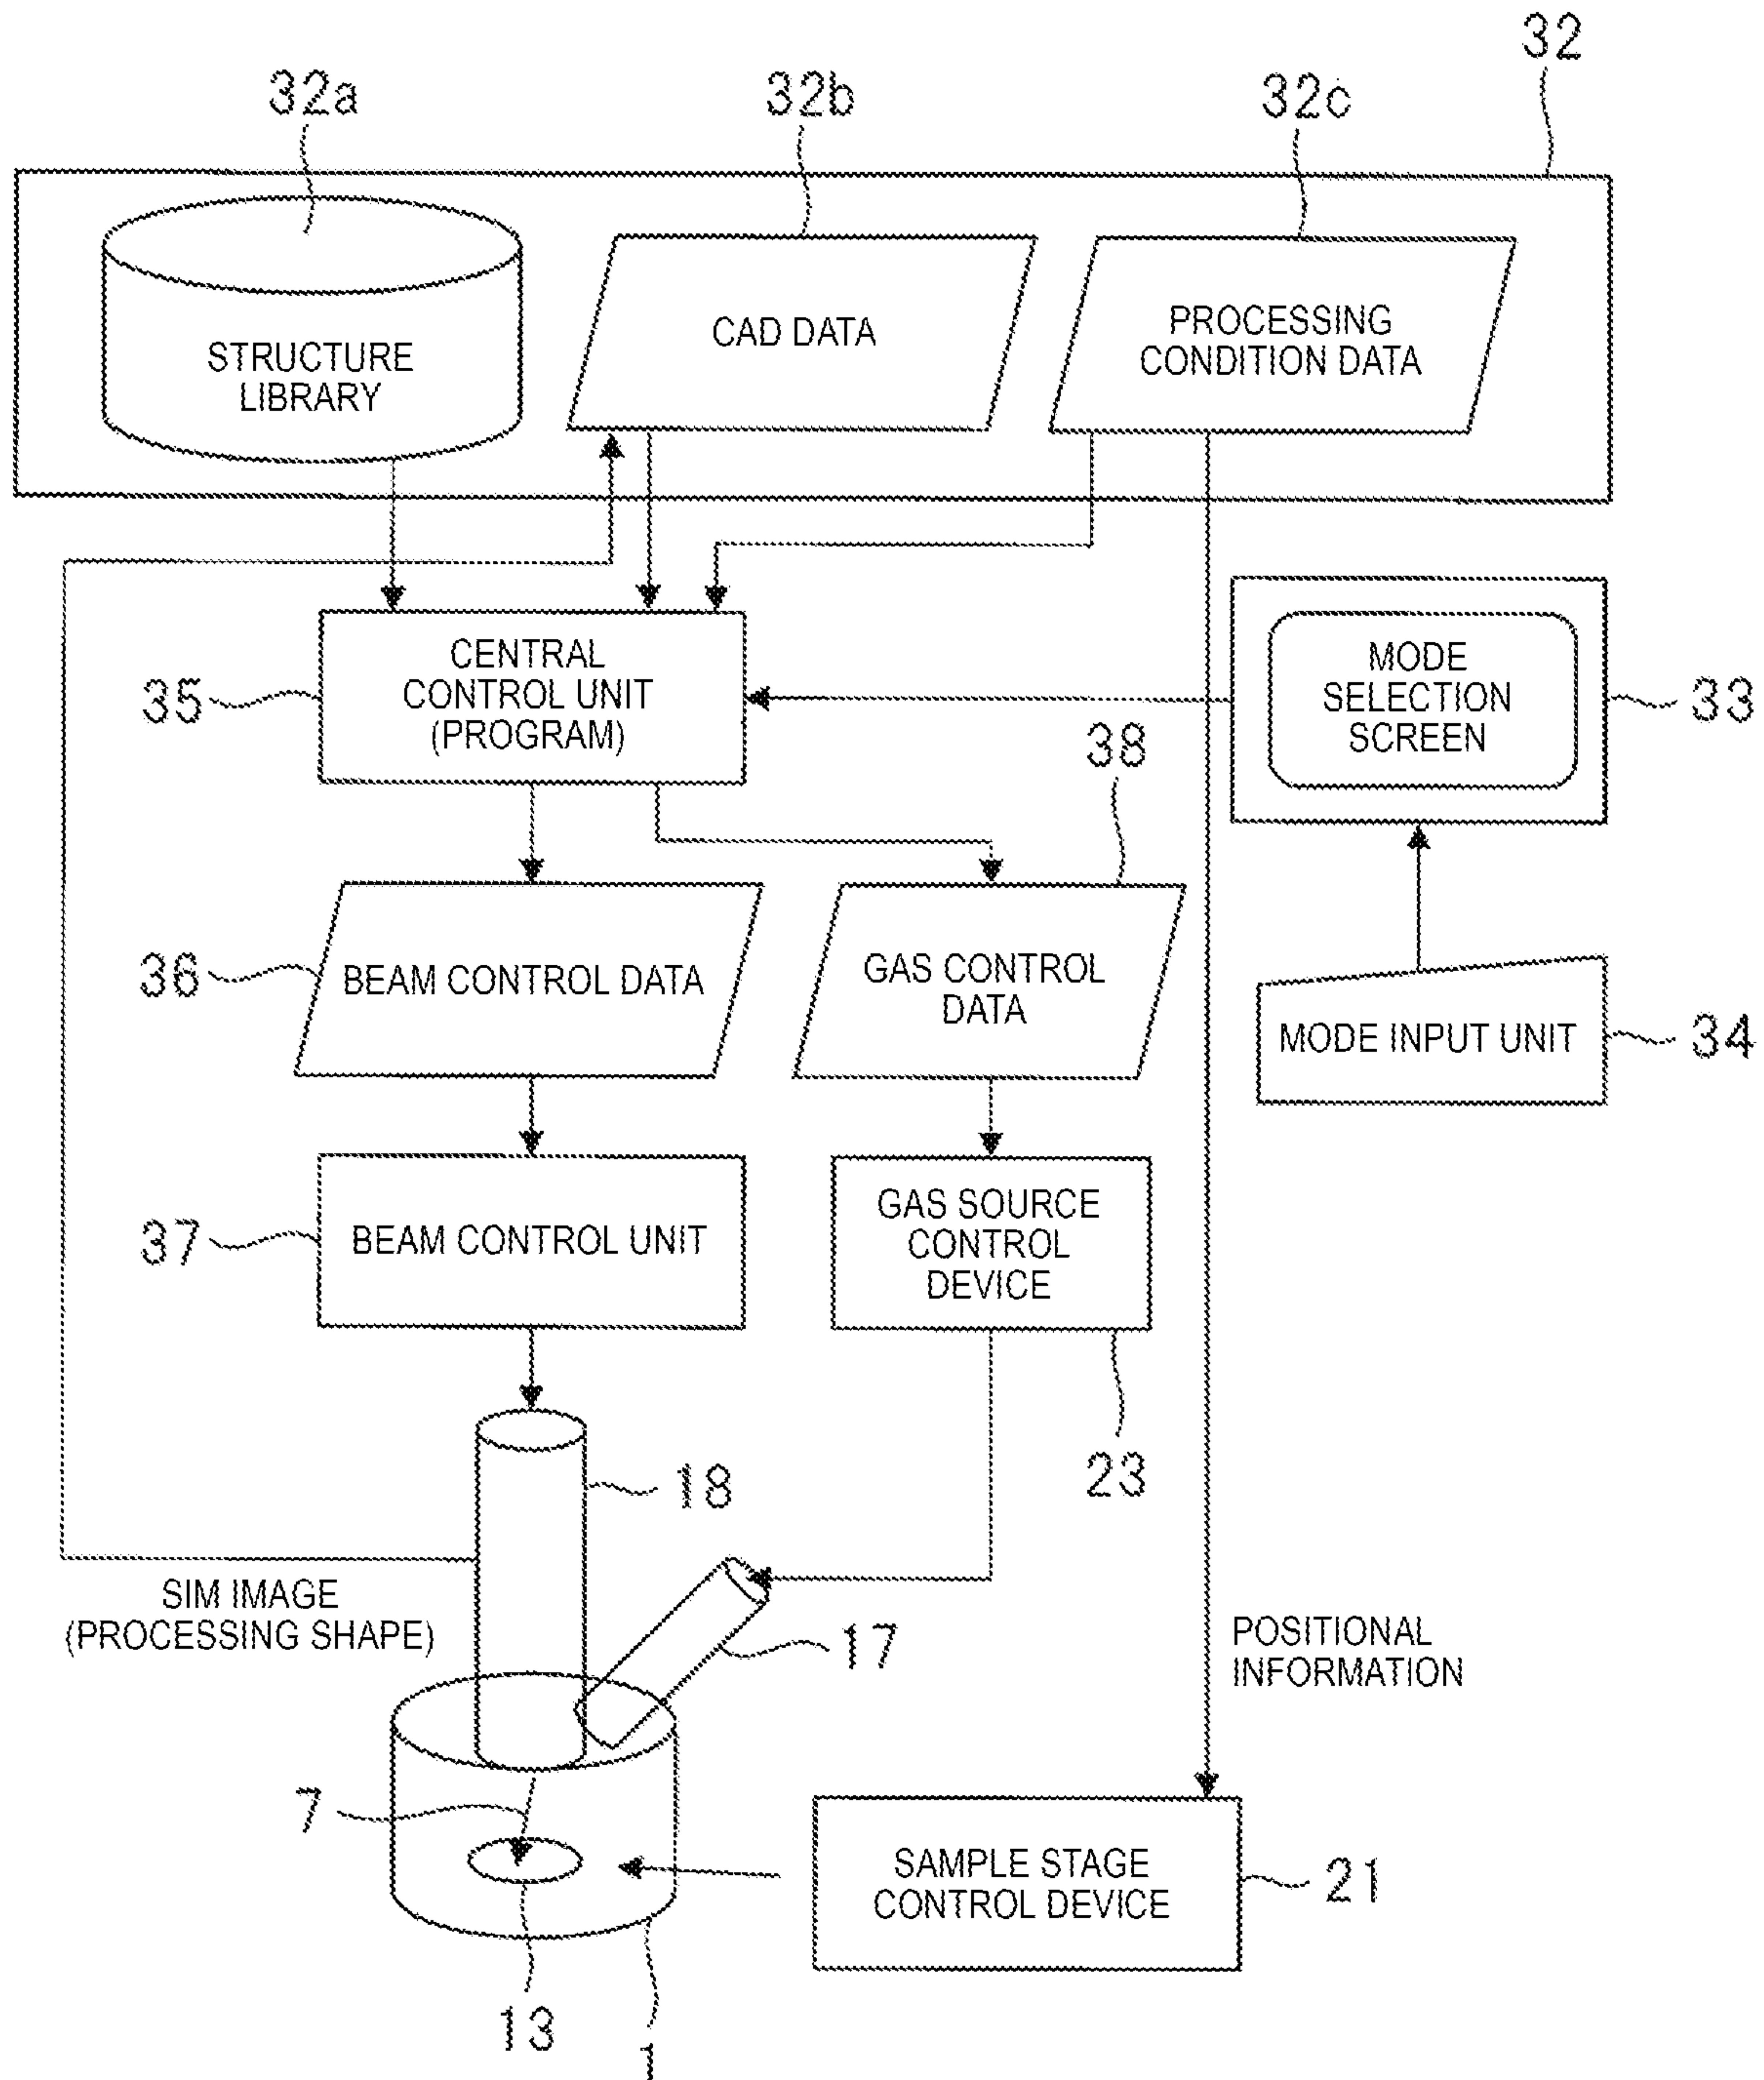 32
32a
32b
32c
STRUCTURE
LIBRARY
CAD DATA
PROCESSING
CONDITION DATA
35
CENTRAL
CONTROL UNIT
(PROGRAM)
MODE
SELECTION
SCREEN
33
38
36
BEAM CONTROL DATA
GAS CONTROL
DATA
MODE INPUT UNIT
34
37
BEAM CONTROL UNIT
GAS SOURCE
CONTROL
DEVICE
23
18
SIM IMAGE
(PROCESSING SHAPE)
17
POSITIONAL
INFORMATION
7
SAMPLE STAGE
CONTROL DEVICE
21
13
1